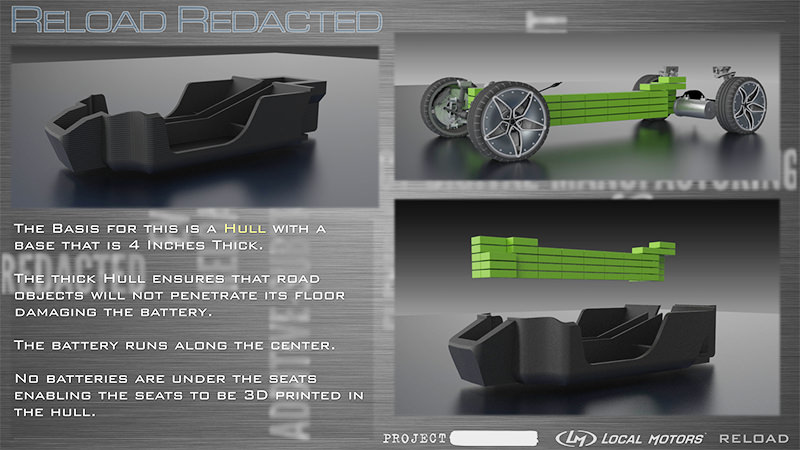 Reload Redacted
The Basis for this is a Hull with a
base that is 4 Inches Thick.
The thick Hull ensures that road
objects will not penetrate its floor
damaging the battery.
The battery runs along the center.
No batteries are under the seats
enabling the seats to be 3D printed in
the hull.
REDACTED
DIGITAL MANUFACTURING
PROJECT
LM LOCAL MOTORS RELOAD